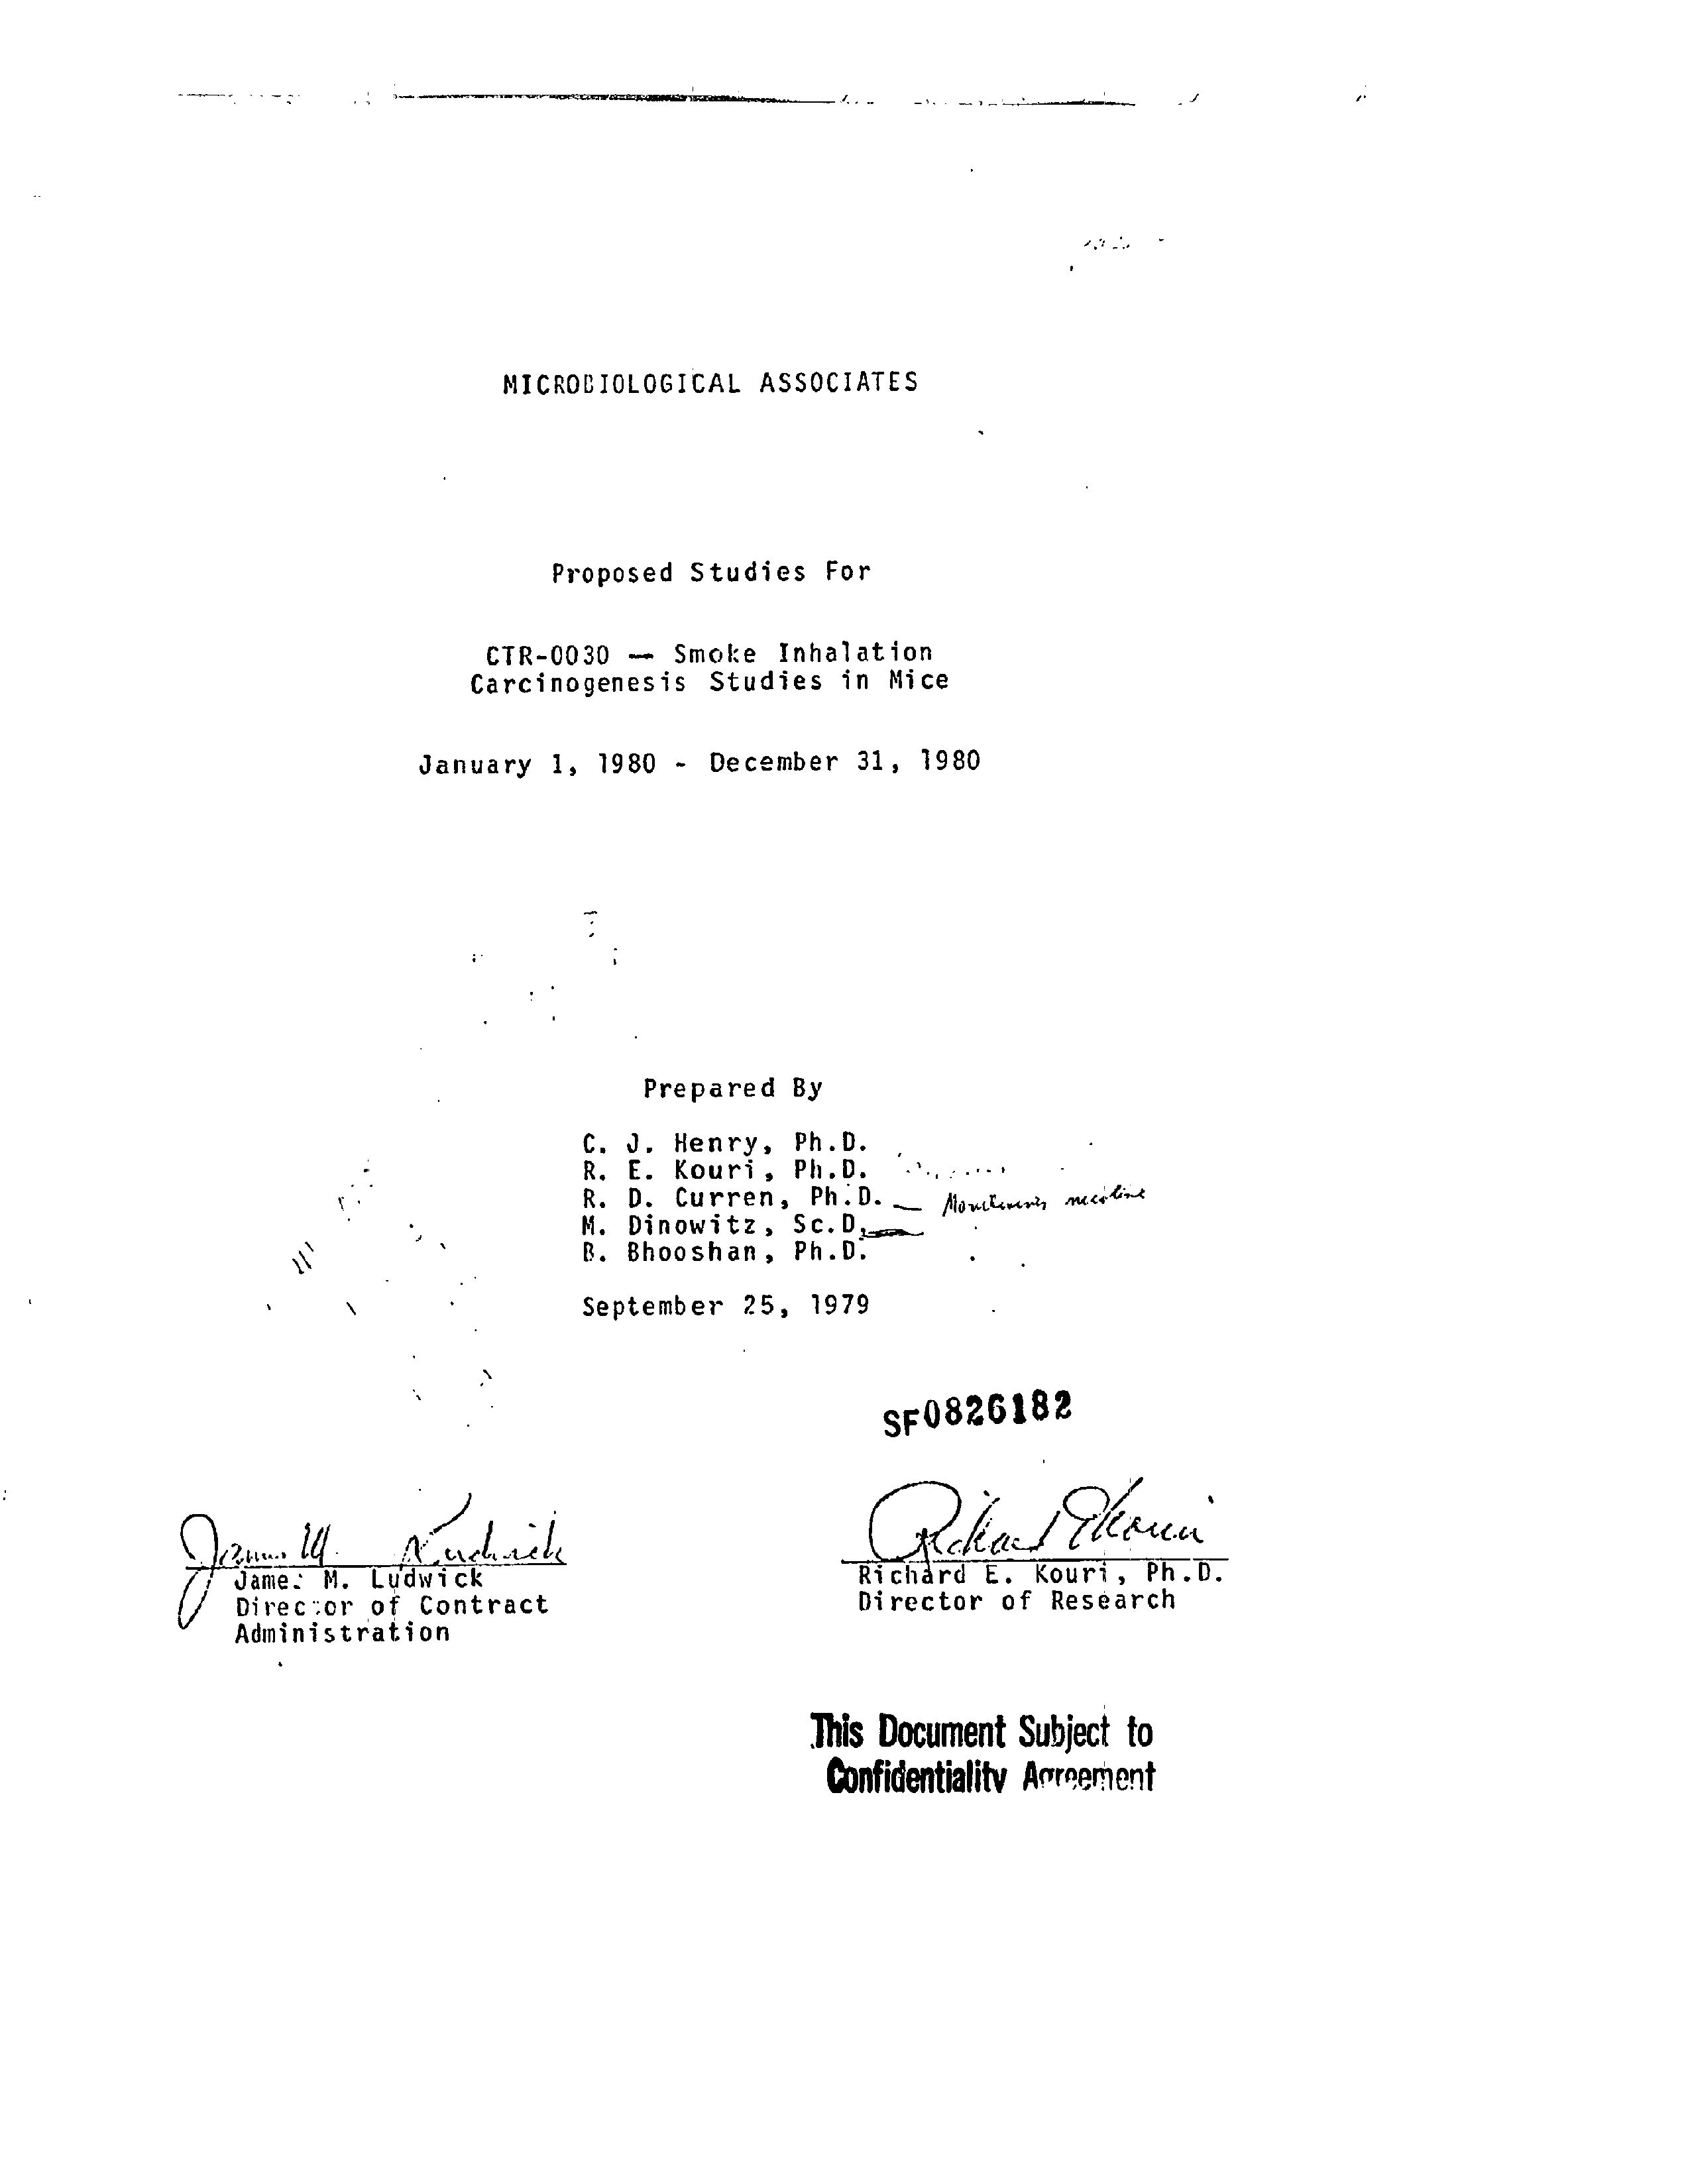 MICROBIOLOGICAL ASSOCIATES
Proposed Studies For
CTR-0030 — Smoke Inhalation
Carcinogenesis Studies in Mice
January 1, 1980 - December 31, 1980
Prepared By
C. J. Henry, Ph.D.
R. E. Kouri, Ph.D.
R. D. Curren, Ph.D. — nicotine
M. Dinowitz, Sc.D.
B. Bhooshan, Ph.D.
September 25, 1979
SF0826182
James M. Ludwick
James M. Ludwick
Director of Contract
Administration
Richard E Kouri
Richard E. Kouri, Ph.D.
Director of Research
This Document Subject to
Confidentiality Agreement